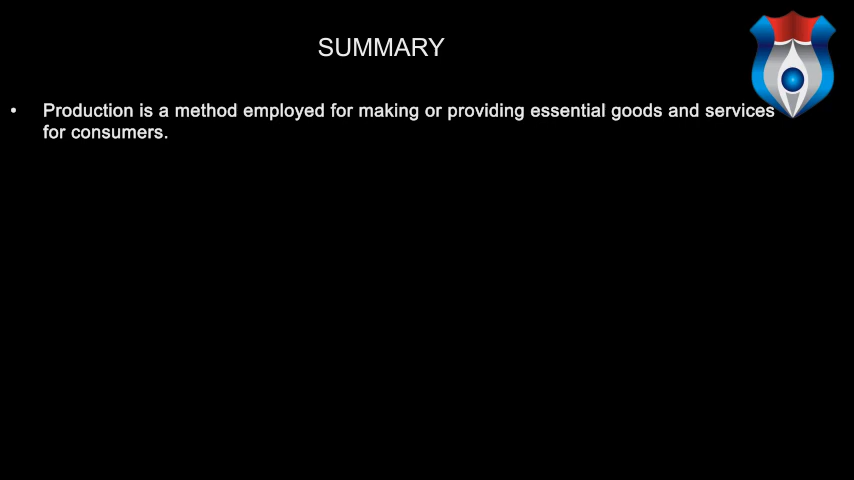 SUMMARY
• Production is a method employed for making or providing essential goods and services
for consumers.